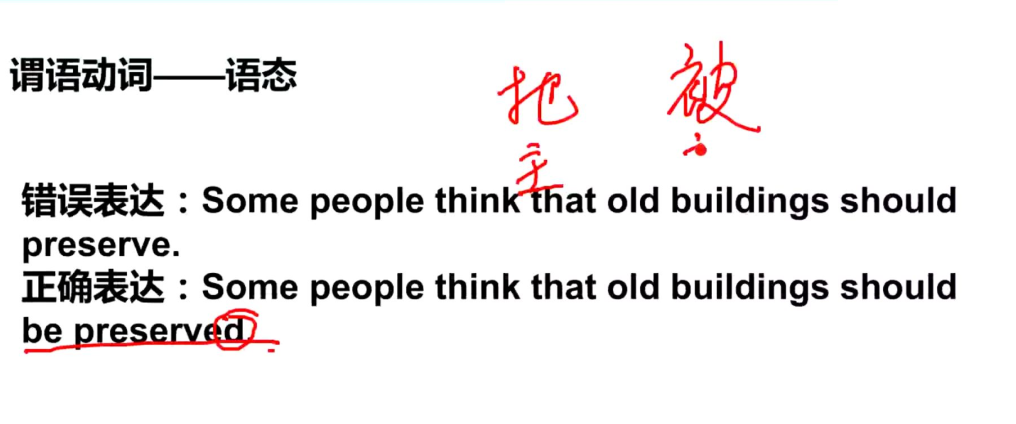 谓语动词——语态
把 被
主
错误表达：Some people think that old buildings should
preserve.
正确表达：Some people think that old buildings should
be preserved.